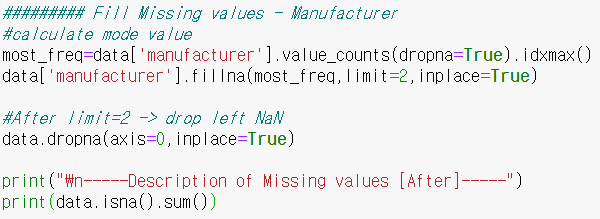 ######### Fill Missing values - Manufacturer
#calculate mode value
most_freq=data['manufacturer'].value_counts(dropna=True).idxmax()
data['manufacturer'].fillna(most_freq,limit=2,inplace=True)
#After limit=2 -> drop left NaN
data.dropna(axis=0,inplace=True)
print("₩n-----Description of Missing values [After]-----")
print(data.isna().sum())